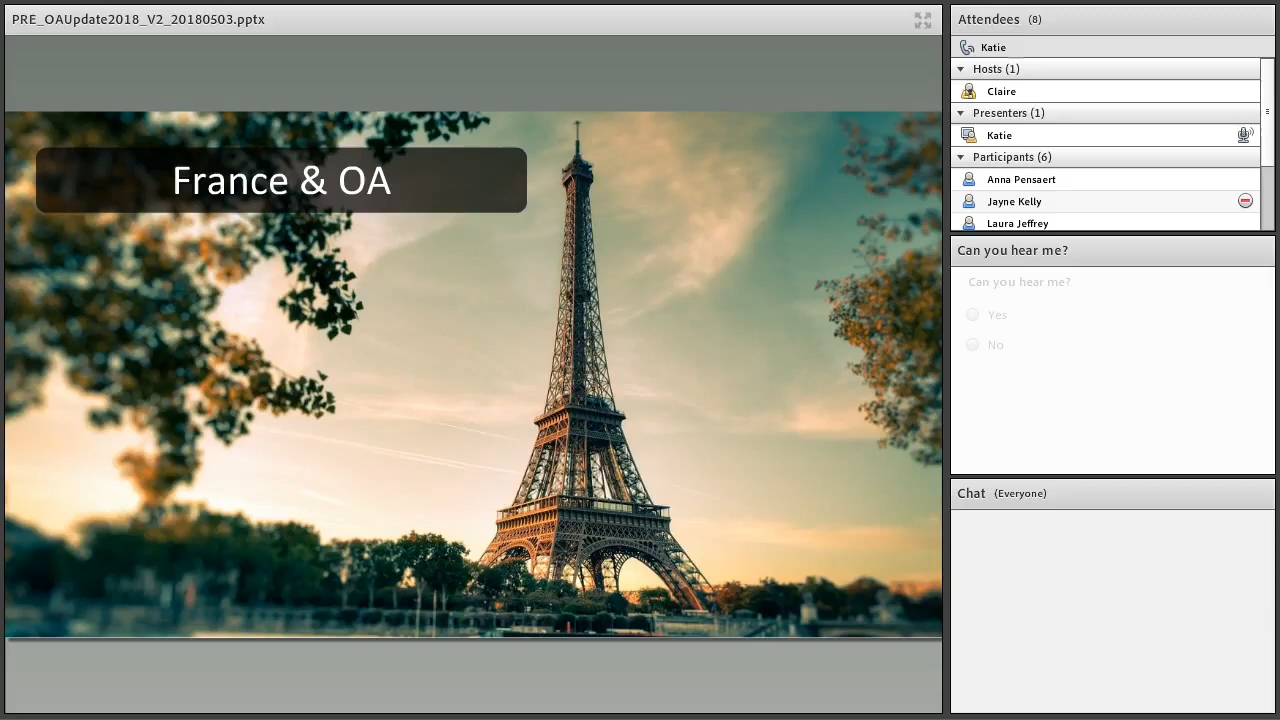 PRE_OAUpdate2018_V2_20180503.pptx
France & OA
Attendees (8)
Katie
Hosts (1)
Claire
Presenters (1)
Katie
Participants (6)
Anna Pensaert
Jayne Kelly
Laura Jeffrey
Can you hear me?
Can you hear me?
Yes
No
Chat (Everyone)